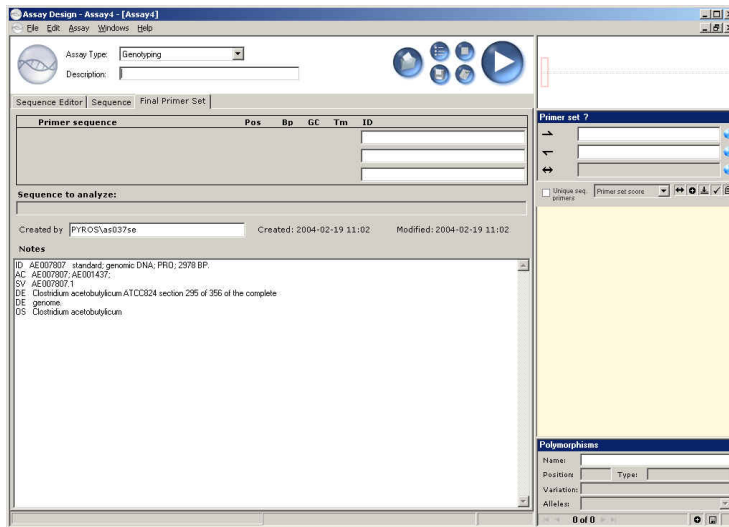 Assay Design - Assay4 - [Assay4]
File Edit Assay Windows Help
Assay Type: Genotyping
Description:
Sequence Editor Sequence Final Primer Set
Primer sequence Pos Bp GC Tm ID
Sequence to analyze:
Created by PYROS\as037se Created: 2004-02-19 11:02 Modified: 2004-02-19 11:02
Notes
ID AE007807 standard; genomic DNA; PRO; 2978 BP.
AC AE007807; AE001437;
SV AE007807.1
DE Clostridium acetobutylicum ATCC824 section 295 of 356 of the complete
DE genome.
OS Clostridium acetobutylicum
Primer set ?
Unique seq. primers
Primer set score
Polymorphisms
Name:
Position: Type:
Variation:
Alleles:
0 of 0